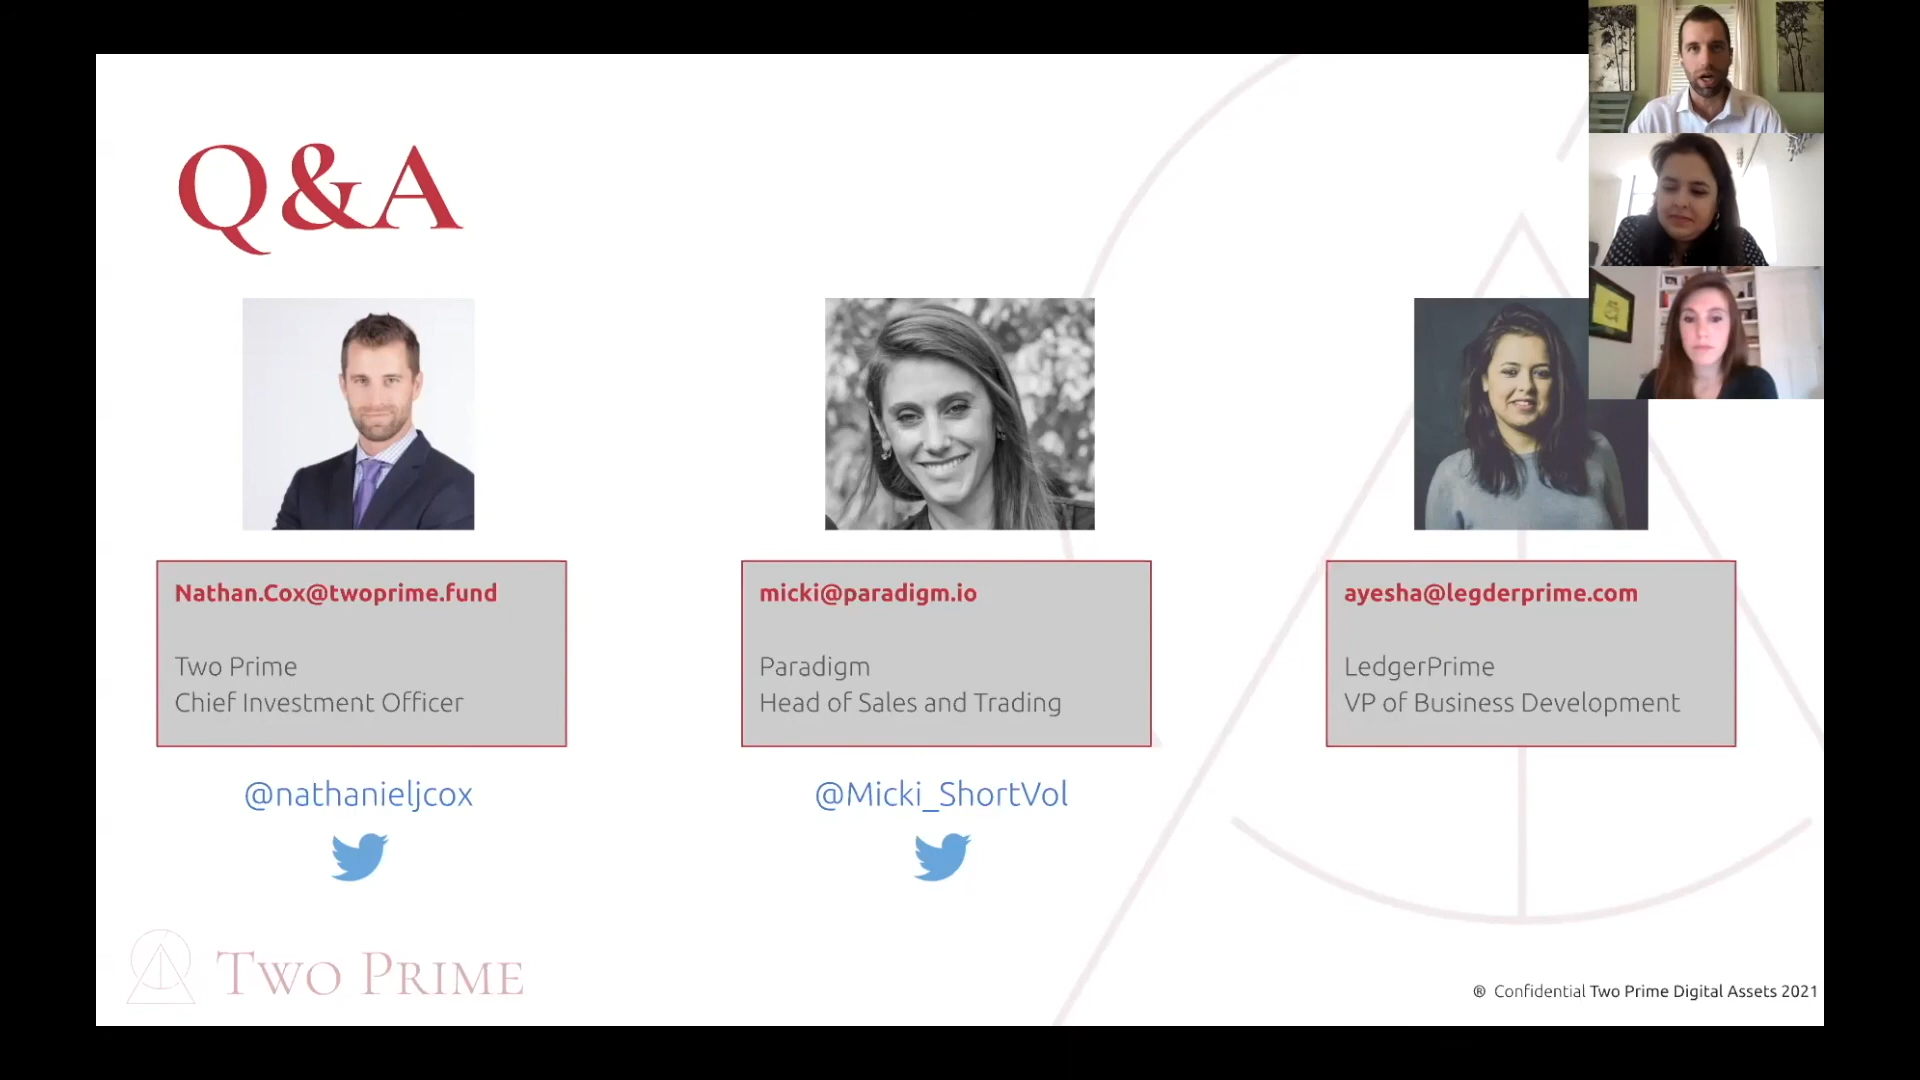 Q&A
Nathan.Cox@twoprime.fund
Two Prime
Chief Investment Officer
@nathanieljcox
micki@paradigm.io
Paradigm
Head of Sales and Trading
@Micki_ShortVol
ayesha@legderprime.com
LedgerPrime
VP of Business Development
Two Prime
® Confidential Two Prime Digital Assets 2021